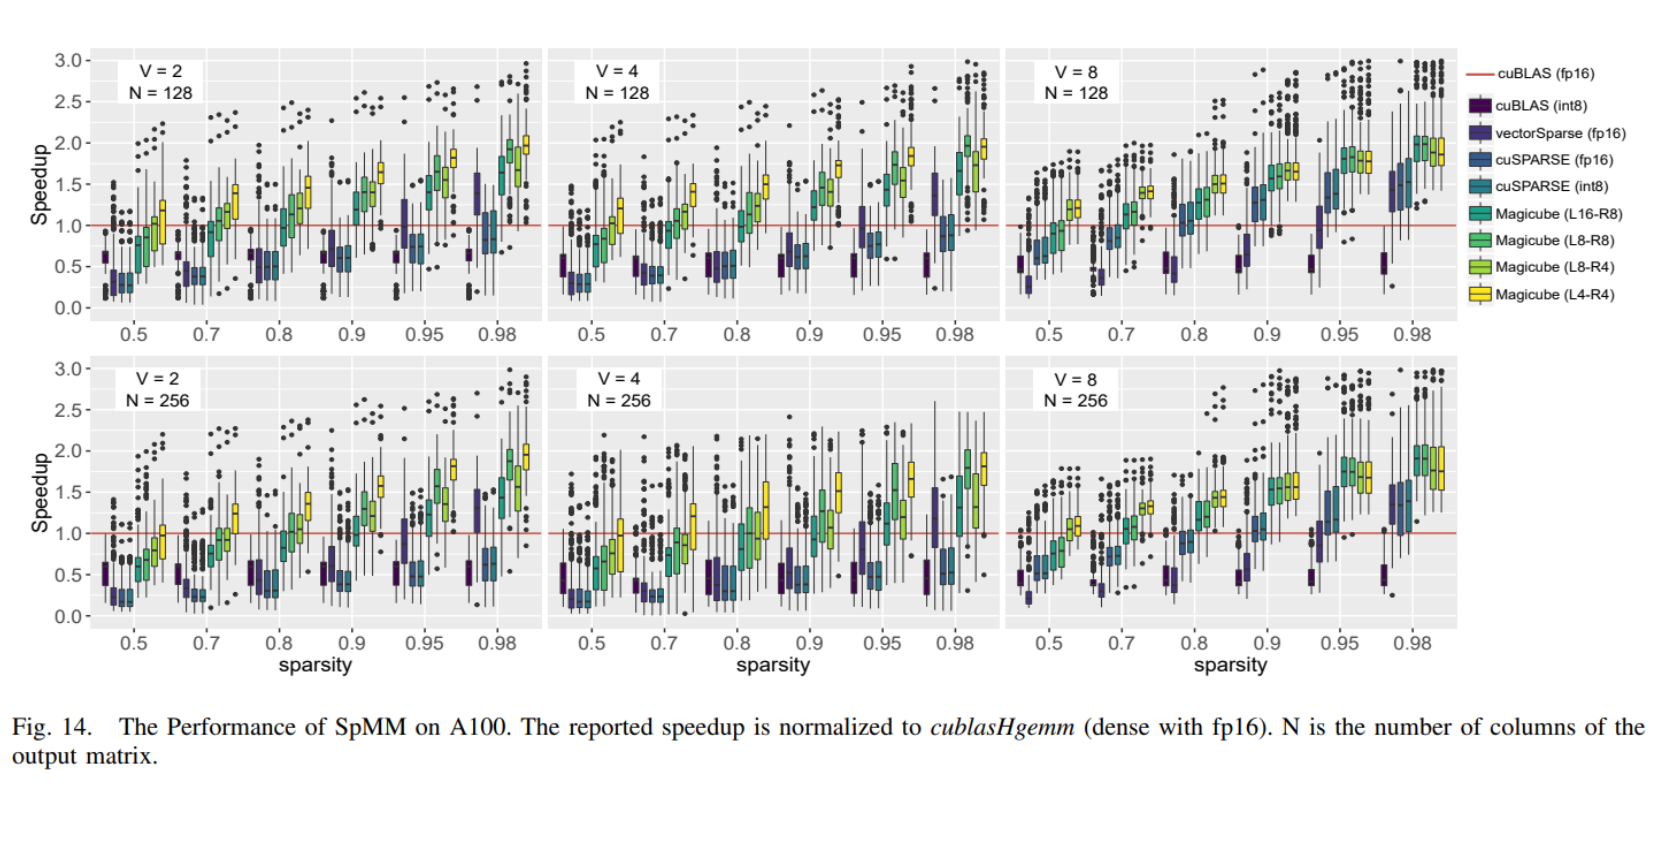 V = 2
N = 128
V = 4
N = 128
V = 8
N = 128
3.0
2.5
2.0
1.5
1.0
0.5
0.0
Speedup
0.5 0.7 0.8 0.9 0.95 0.98
0.5 0.7 0.8 0.9 0.95 0.98
0.5 0.7 0.8 0.9 0.95 0.98
cuBLAS (fp16)
cuBLAS (int8)
vectorSparse (fp16)
cuSPARSE (fp16)
cuSPARSE (int8)
Magicube (L16-R8)
Magicube (L8-R8)
Magicube (L8-R4)
Magicube (L4-R4)
V = 2
N = 256
V = 4
N = 256
V = 8
N = 256
3.0
2.5
2.0
1.5
1.0
0.5
0.0
Speedup
0.5 0.7 0.8 0.9 0.95 0.98
0.5 0.7 0.8 0.9 0.95 0.98
0.5 0.7 0.8 0.9 0.95 0.98
sparsity
sparsity
sparsity
Fig. 14. The Performance of SpMM on A100. The reported speedup is normalized to cublasHgemm (dense with fp16). N is the number of columns of the
output matrix.